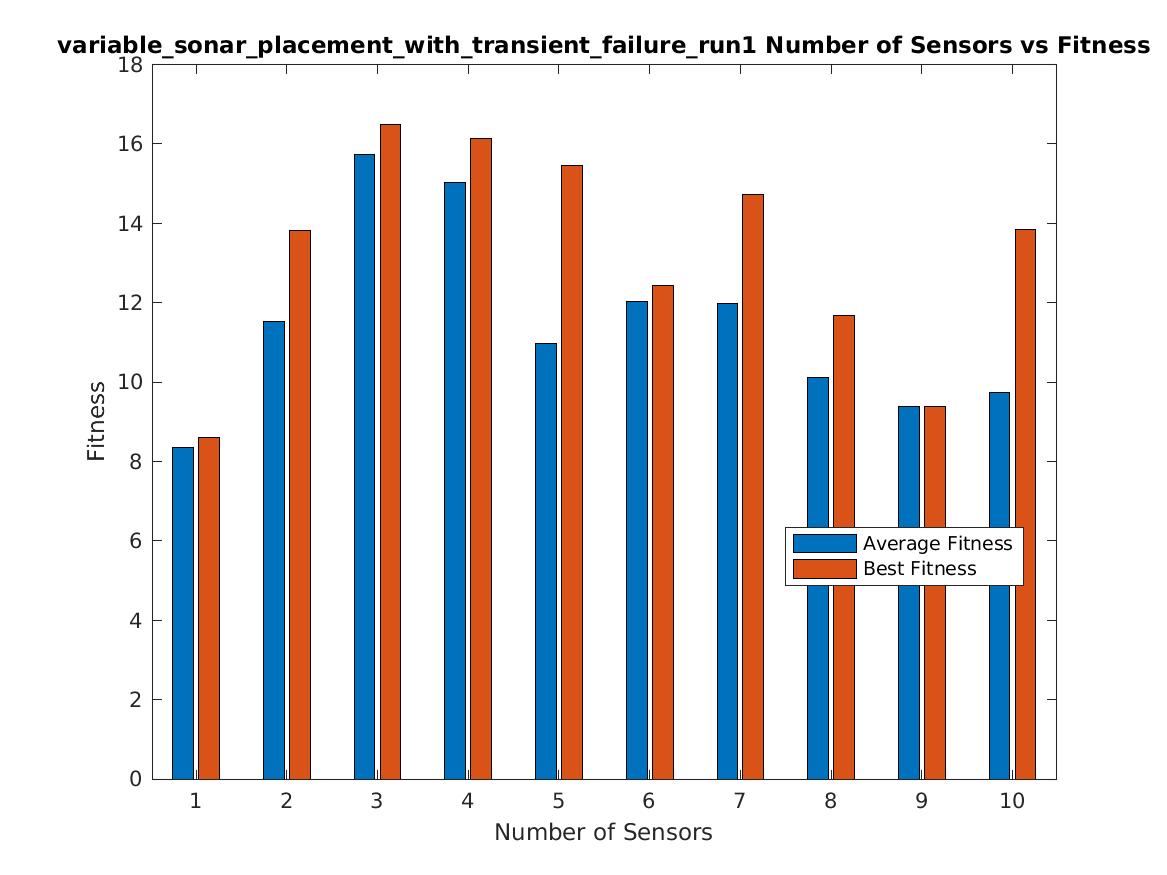 variable_sonar_placement_with_transient_failure_run1 Number of Sensors vs Fitness
18
16
14
12
10
8
6
4
2
0
Fitness
Average Fitness
Best Fitness
1 2 3 4 5 6 7 8 9 10
Number of Sensors